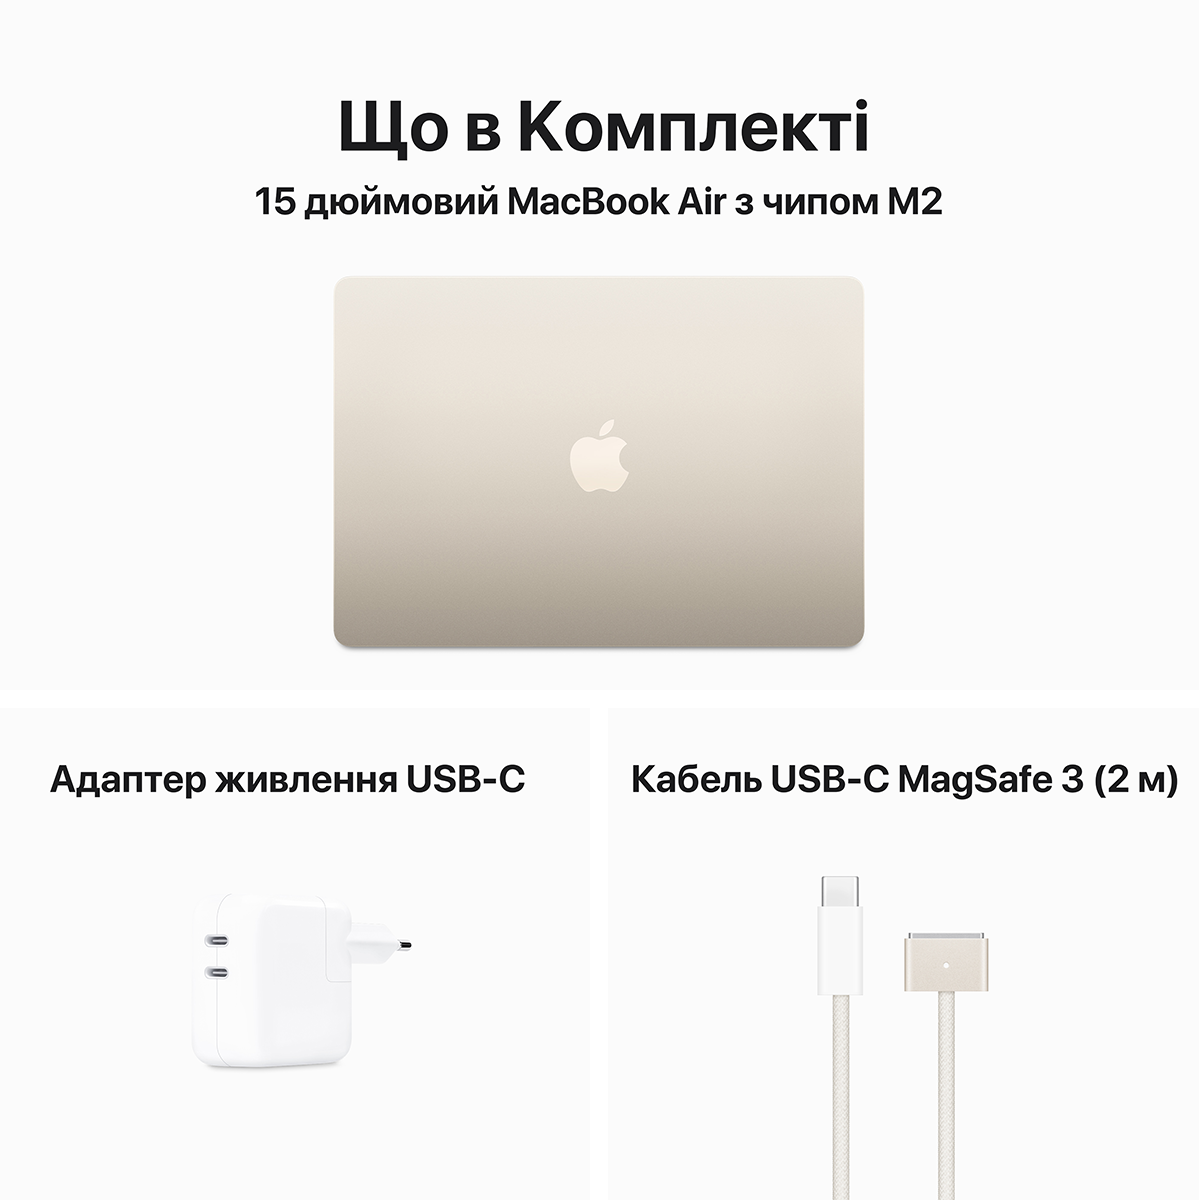 Що в Комплекті
15 дюймовий MacBook Air з чипом M2
Адаптер живлення USB-C
Кабель USB-C MagSafe 3 (2 м)